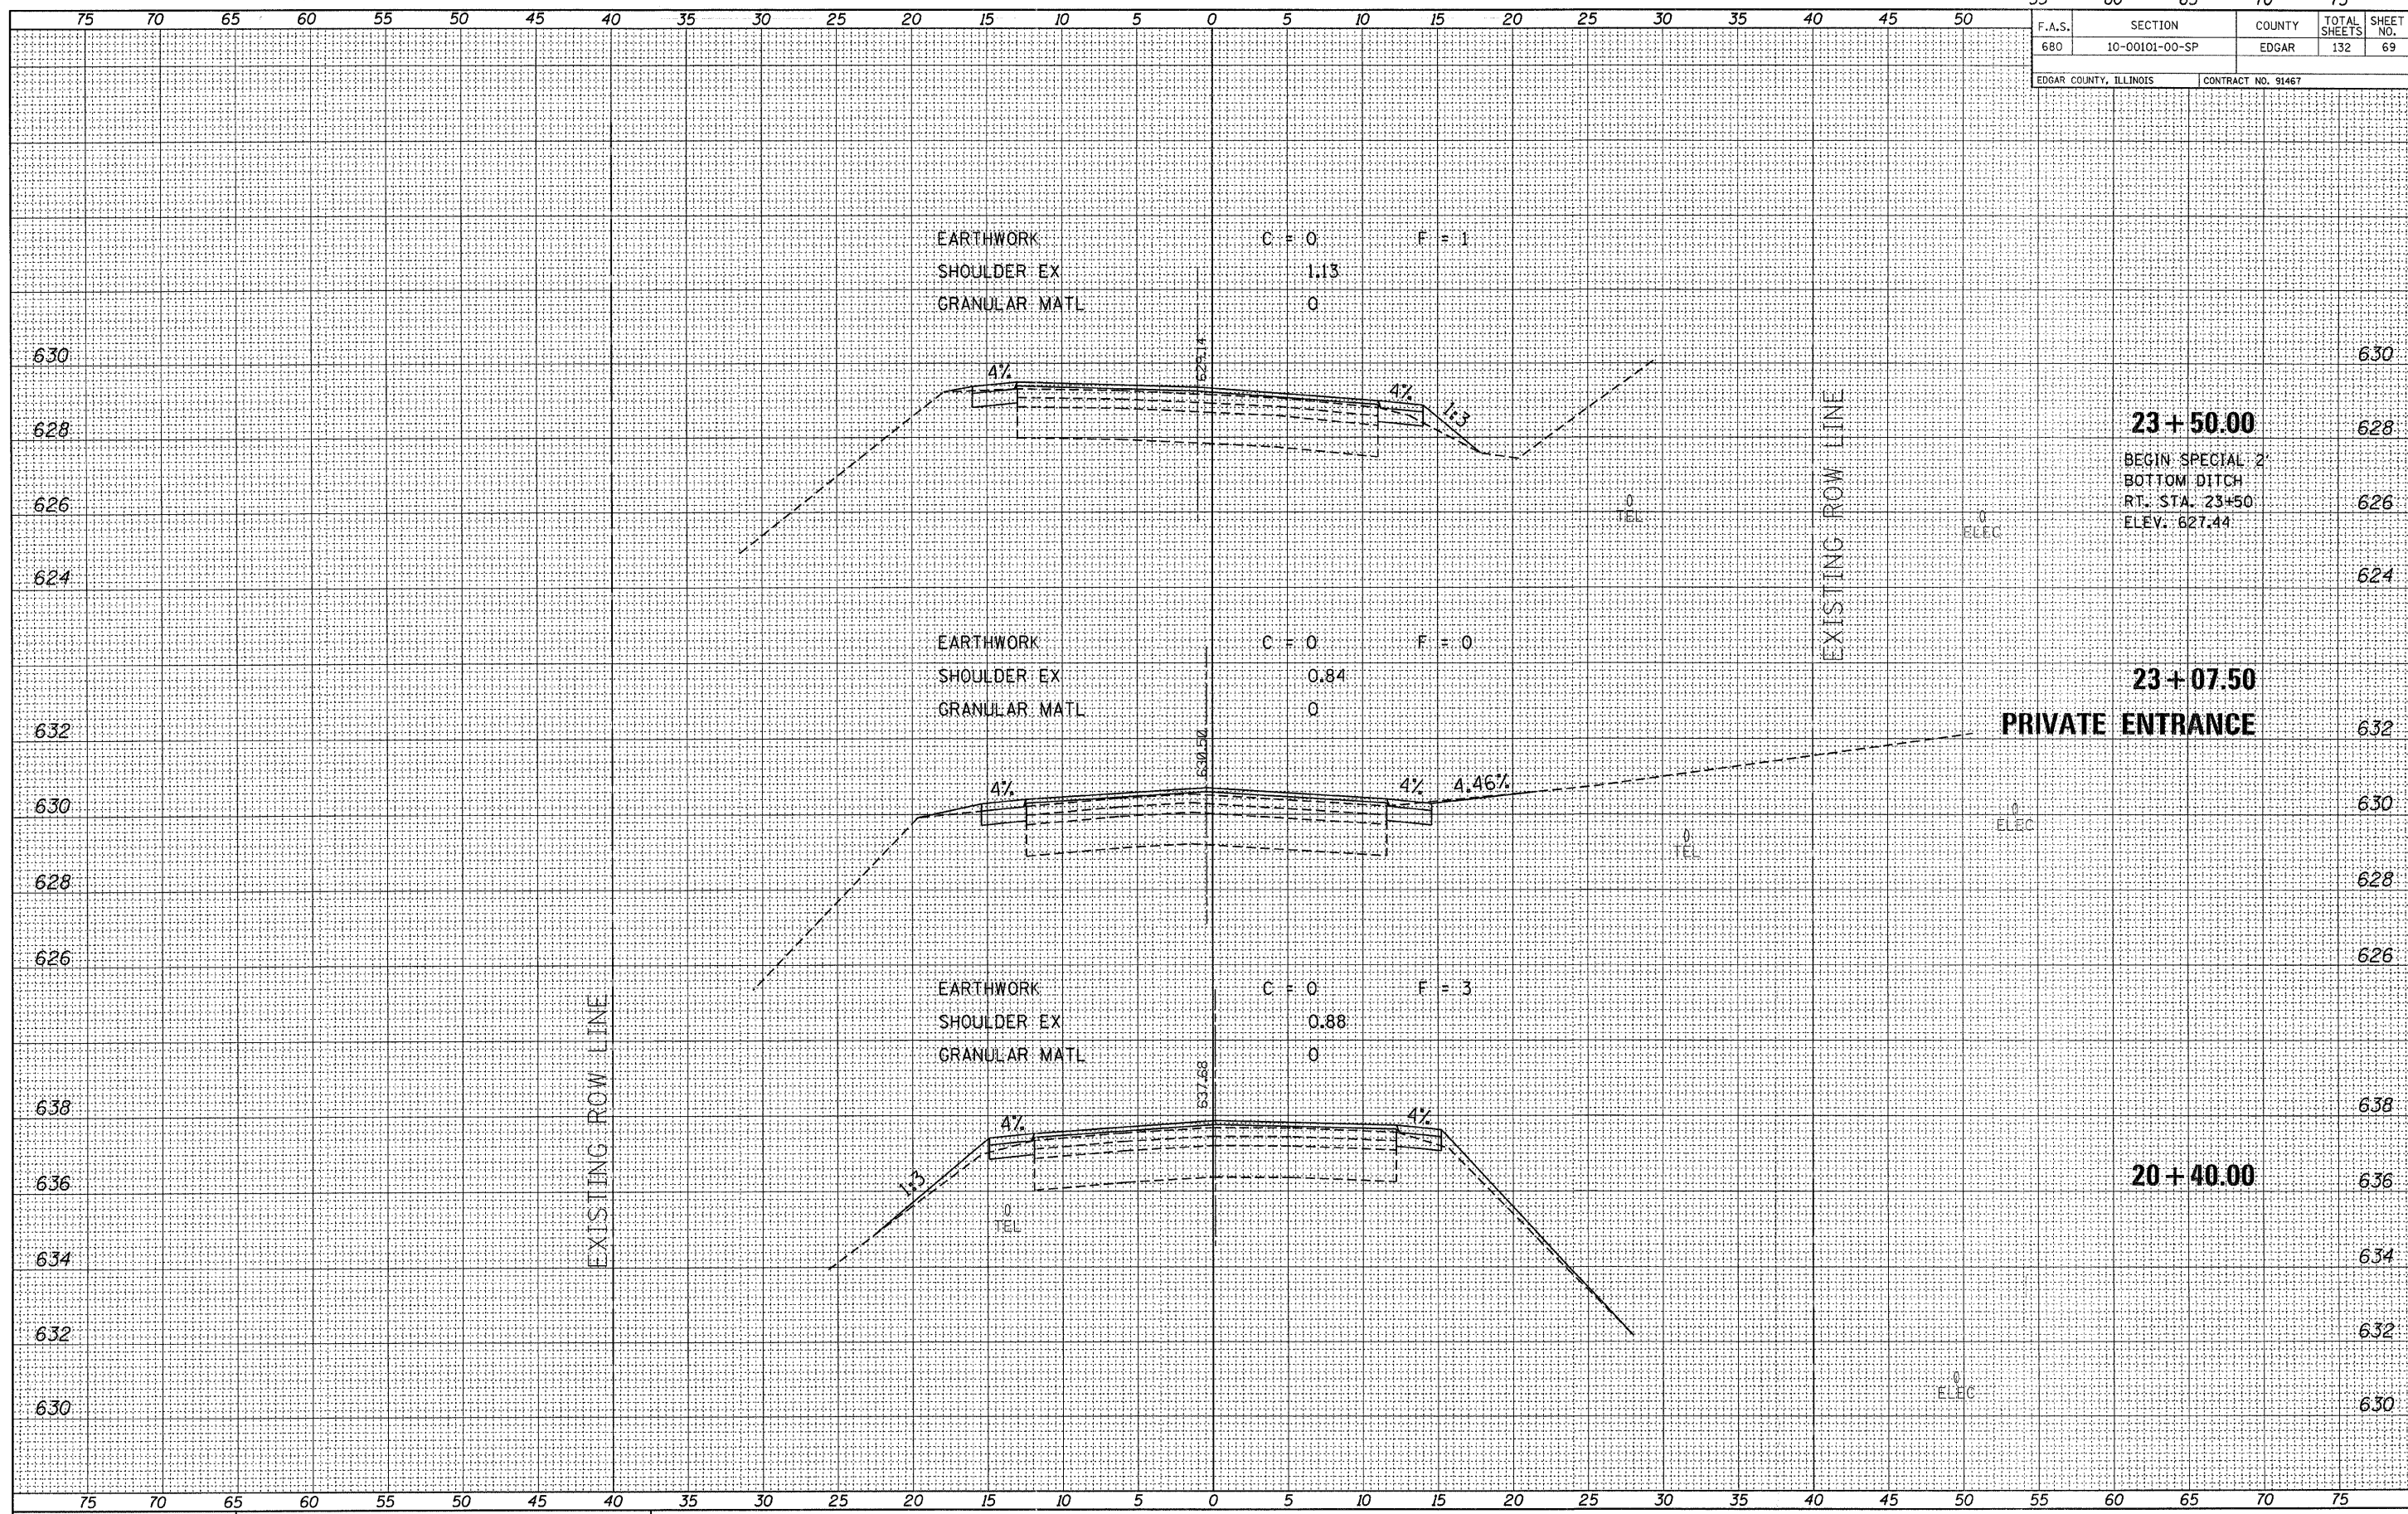 75 70 65 60 55 50 45 40 35 30 25 20 15 10 5 0 5 10 15 20 25 30 35 40 45 50
F.A.S. SECTION COUNTY TOTAL SHEETS SHEET NO.
680 10-00101-00-SP EDGAR 132 69
EDGAR COUNTY, ILLINOIS CONTRACT NO. 91467
EARTHWORK C = 0 F = 1
SHOULDER EX 1.13
GRANULAR MATL 0
630 630
629.14
4% 4% 1:3
628 628
626 626
624 624
0
TEL
0
ELEC
EXISTING ROW LINE
23+50.00
BEGIN SPECIAL 2'
BOTTOM DITCH
RT. STA. 23+50
ELEV. 627.44
EARTHWORK C = 0 F = 0
SHOULDER EX 0.84
GRANULAR MATL 0
23+07.50
PRIVATE ENTRANCE
632 632
630.50
4% 4% 4.46%
630 630
0
ELEC
0
TEL
628 628
626 626
EARTHWORK C = 0 F = 3
SHOULDER EX 0.88
GRANULAR MATL 0
EXISTING ROW LINE
637.68
638 638
4% 4%
1:3
636 636
20+40.00
0
TEL
634 634
632 632
0
ELEC
630 630
75 70 65 60 55 50 45 40 35 30 25 20 15 10 5 0 5 10 15 20 25 30 35 40 45 50 55 60 65 70 75